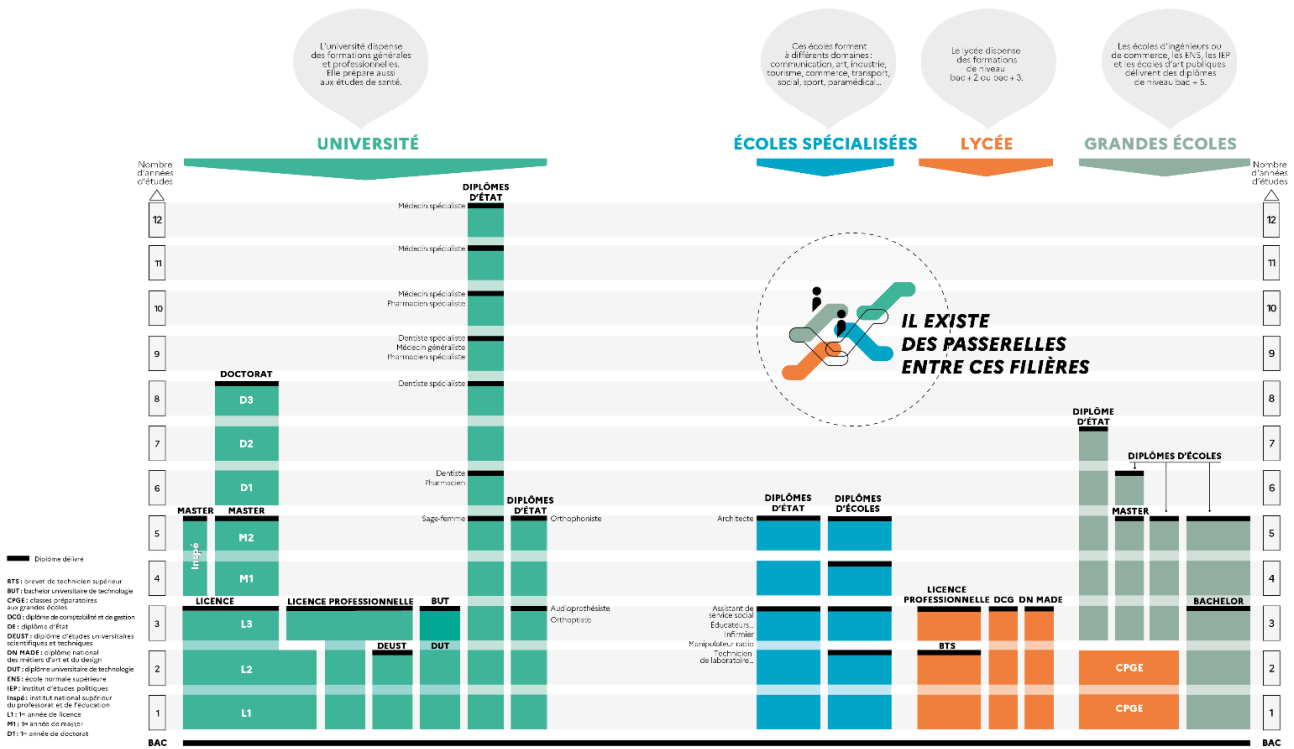 L'université dispense
des formations générales
et professionnelles.
Elle prépare aussi
aux études de santé.
Ces écoles forment
à différents domaines :
communication, art, industrie,
tourisme, commerce, transport,
social, sport, paramédical...
Le lycée dispense
des formations
de niveau
bac + 2 ou bac + 3.
Les écoles d'ingénieurs ou
de commerce, les ENS, les IEP
et les écoles d'art publiques
délivrent des diplômes
de niveau bac + 5.
UNIVERSITÉ
ÉCOLES SPÉCIALISÉES
LYCÉE
GRANDES ÉCOLES
Nombre
d'années
d'études
12
11
10
9
8
7
6
5
4
3
2
1
BAC
DIPLÔMES
D'ÉTAT
Médecin spécialiste
Médecin spécialiste
Médecin spécialiste
Pharmacien spécialiste
Dentiste spécialiste
Médecin généraliste
Pharmacien spécialiste
Dentiste spécialiste
Dentiste
Pharmacien
Sage-femme
DOCTORAT
D3
D2
D1
MASTER
MASTER
Inspé
M2
M1
LICENCE
L3
L2
L1
LICENCE PROFESSIONNELLE
BUT
DEUST
DUT
DIPLÔMES
D'ÉTAT
Orthophoniste
Audioprothésiste
Orthoptiste
IL EXISTE
DES PASSERELLES
ENTRE CES FILIÈRES
DIPLÔMES
D'ÉTAT
DIPLÔMES
D'ÉCOLES
Architecte
Assistant de
service social
Éducateurs...
Infirmier
Manipulateur radio
Technicien
de laboratoire...
LICENCE
PROFESSIONNELLE
DCG
DN MADE
BTS
DIPLÔME
D'ÉTAT
DIPLÔMES D'ÉCOLES
MASTER
BACHELOR
CPGE
CPGE
Nombre
d'années
d'études
12
11
10
9
8
7
6
5
4
3
2
1
BAC
Diplôme délivré
BTS : brevet de technicien supérieur
BUT : bachelor universitaire de technologie
CPGE : classes préparatoires
aux grandes écoles
DCG : diplôme de comptabilité et de gestion
DE : diplôme d'État
DEUST : diplôme d'études universitaires
scientifiques et techniques
DN MADE : diplôme national
des métiers d'art et du design
DUT : diplôme universitaire de technologie
ENS : école normale supérieure
IEP : institut d'études politiques
Inspé : institut national supérieur
du professorat et de l'éducation
L1 : 1re année de licence
M1 : 1re année de master
D1 : 1re année de doctorat